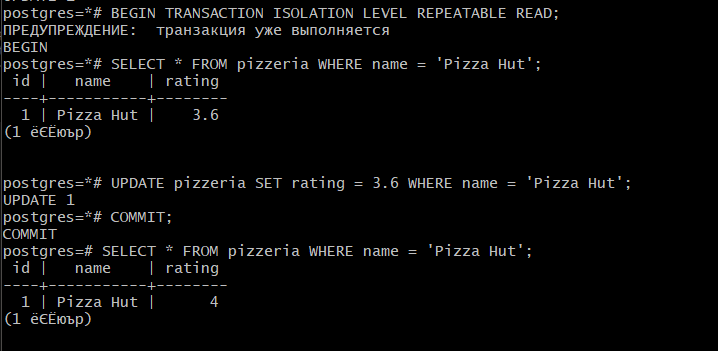 postgres=*# BEGIN TRANSACTION ISOLATION LEVEL REPEATABLE READ;
ПРЕДУПРЕЖДЕНИЕ:  транзакция уже выполняется
BEGIN
postgres=*# SELECT * FROM pizzeria WHERE name = 'Pizza Hut';
 id |   name    | rating
----+-----------+--------
  1 | Pizza Hut |    3.6
(1 ёЄЁюър)
postgres=*# UPDATE pizzeria SET rating = 3.6 WHERE name = 'Pizza Hut';
UPDATE 1
postgres=*# COMMIT;
COMMIT
postgres=# SELECT * FROM pizzeria WHERE name = 'Pizza Hut';
 id |   name    | rating
----+-----------+--------
  1 | Pizza Hut |      4
(1 ёЄЁюър)